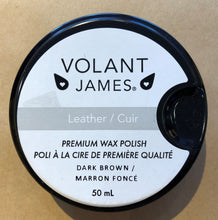 VOLANT
JAMES®
Leather / Cuir
PREMIUM WAX POLISH
POLI À LA CIRE DE PREMIÈRE QUALITÉ
DARK BROWN /
MARRON FONCÉ
50 mL